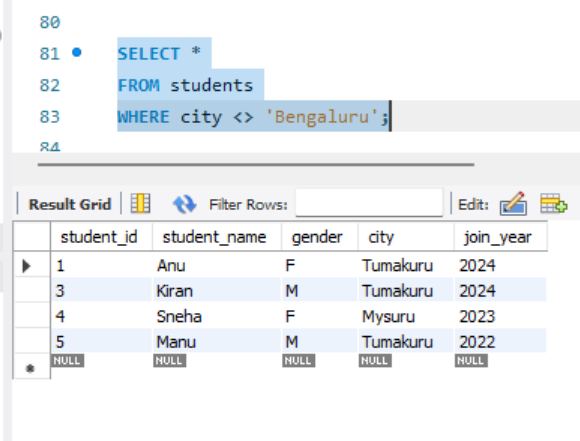 80
81 SELECT *
82 FROM students
83 WHERE city <> 'Bengaluru';
84
Result Grid Filter Rows: Edit:
student_id student_name gender city join_year
1 Anu F Tumakuru 2024
3 Kiran M Tumakuru 2024
4 Sneha F Mysuru 2023
5 Manu M Tumakuru 2022
NULL NULL NULL NULL NULL